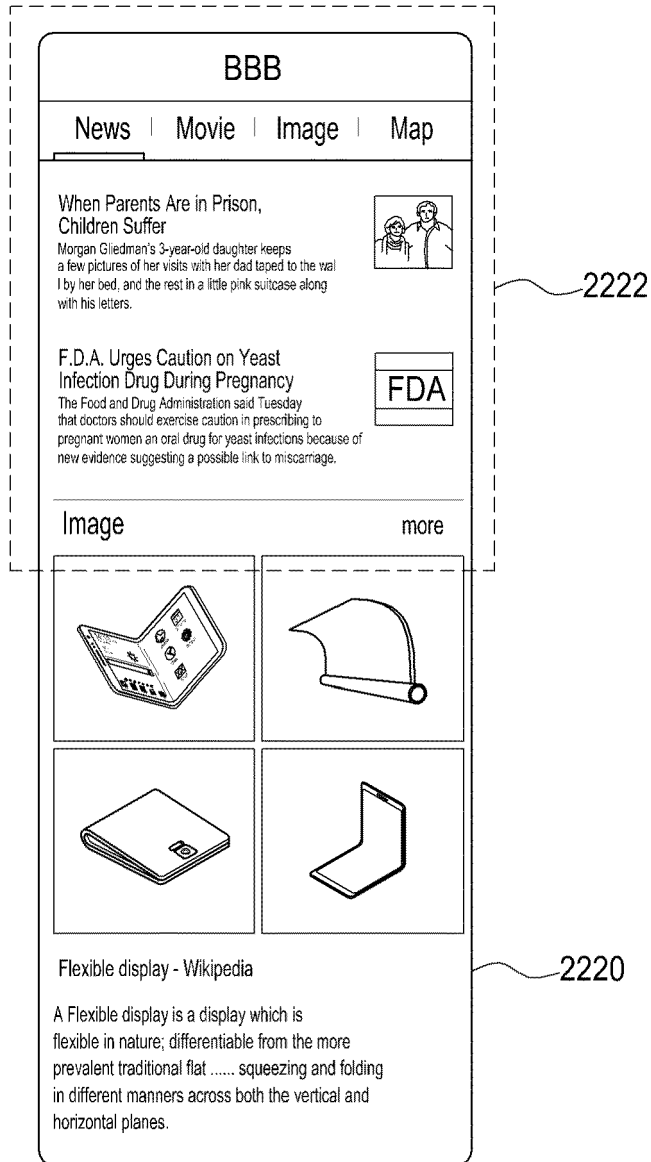 BBB
News | Movie | Image | Map
When Parents Are in Prison,
Children Suffer
Morgan Gliedman's 3-year-old daughter keeps
a few pictures of her visits with her dad taped to the wal
l by her bed, and the rest in a little pink suitcase along
with his letters.
2222
F.D.A. Urges Caution on Yeast
Infection Drug During Pregnancy
FDA
The Food and Drug Administration said Tuesday
that doctors should exercise caution in prescribing to
pregnant women an oral drug for yeast infections because of
new evidence suggesting a possible link to miscarriage.
Image more
Flexible display - Wikipedia
2220
A Flexible display is a display which is
flexible in nature; differentiable from the more
prevalent traditional flat ...... squeezing and folding
in different manners across both the vertical and
horizontal planes.